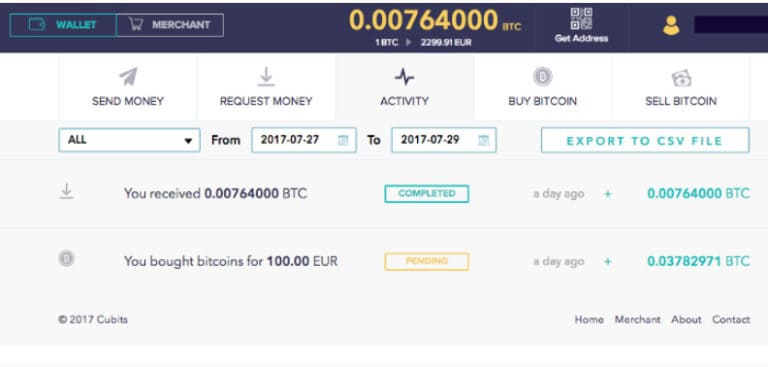 WALLET MERCHANT 0.00764000 BTC
1 BTC 2299.91 EUR Get Address
SEND MONEY REQUEST MONEY ACTIVITY BUY BITCOIN SELL BITCOIN
ALL From 2017-07-27 To 2017-07-29 EXPORT TO CSV FILE
You received 0.00764000 BTC COMPLETED a day ago + 0.00764000 BTC
You bought bitcoins for 100.00 EUR PENDING a day ago + 0.03782971 BTC
© 2017 Cubits Home Merchant About Contact